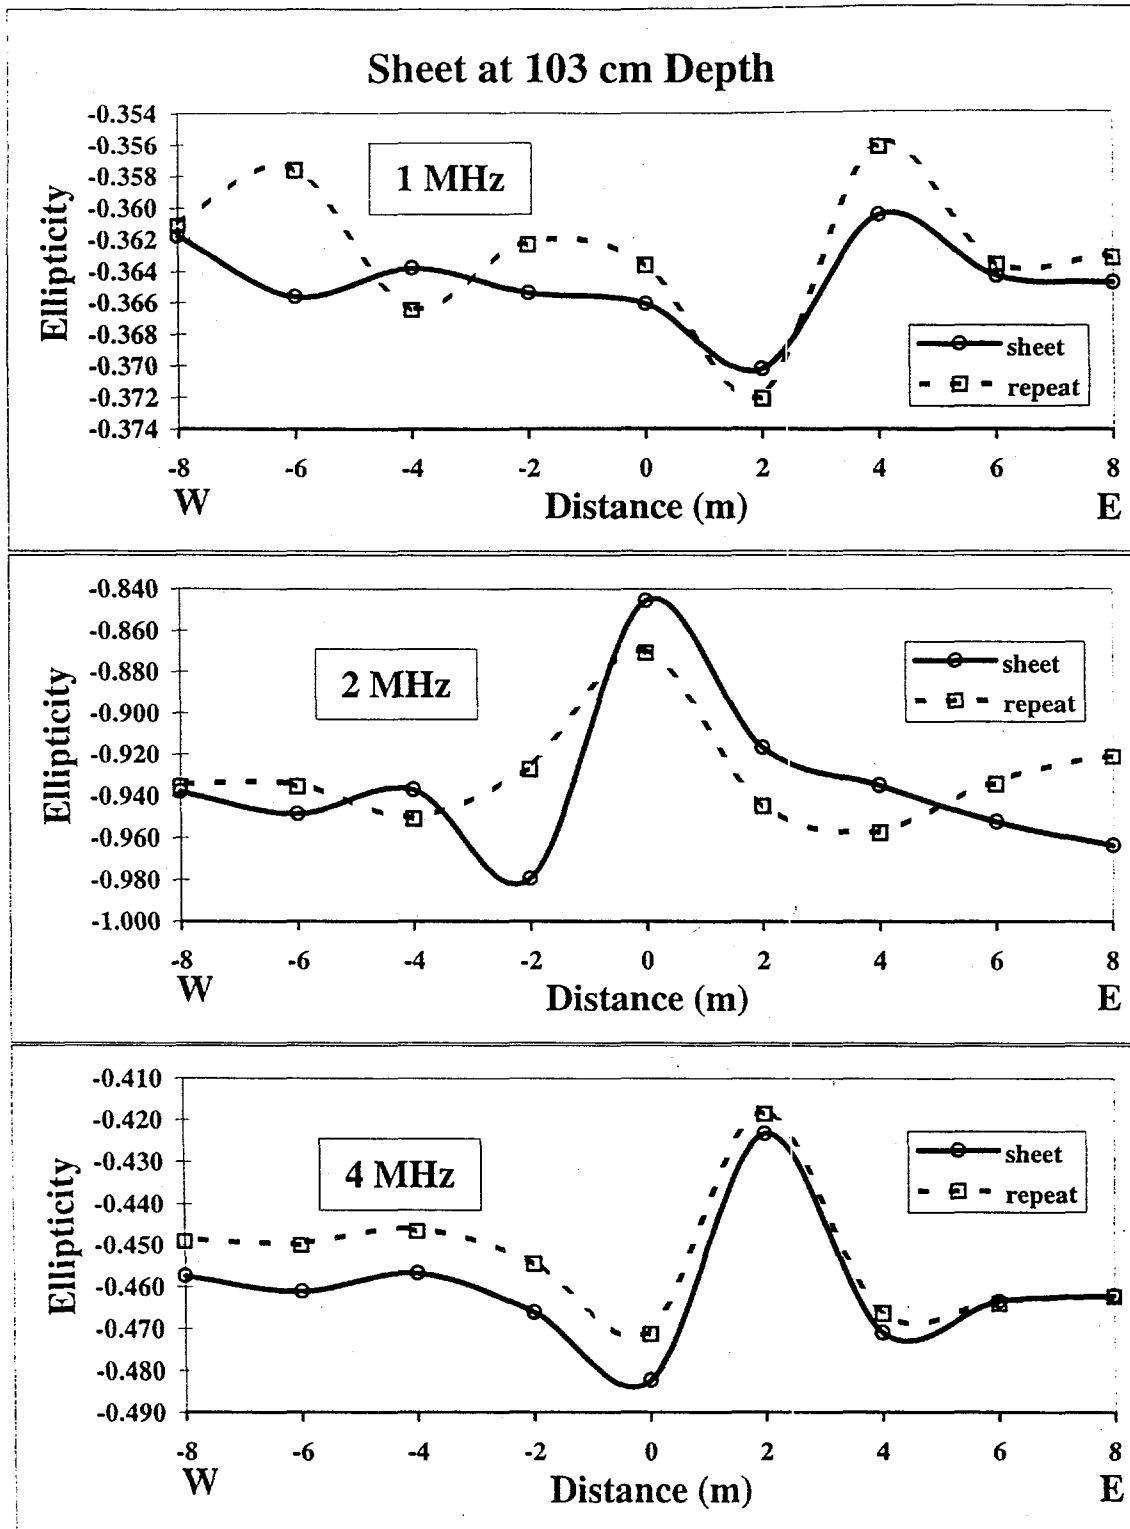 Sheet at 103 cm Depth
-0.354
-0.356
-0.358
-0.360
-0.362
-0.364
-0.366
-0.368
-0.370
-0.372
-0.374
Ellipticity
1 MHz
sheet
repeat
-8 -6 -4 -2 0 2 4 6 8
W Distance (m) E
-0.840
-0.860
-0.880
-0.900
-0.920
-0.940
-0.960
-0.980
-1.000
Ellipticity
2 MHz
sheet
repeat
-8 -6 -4 -2 0 2 4 6 8
W Distance (m) E
-0.410
-0.420
-0.430
-0.440
-0.450
-0.460
-0.470
-0.480
-0.490
Ellipticity
4 MHz
sheet
repeat
-8 -6 -4 -2 0 2 4 6 8
W Distance (m) E